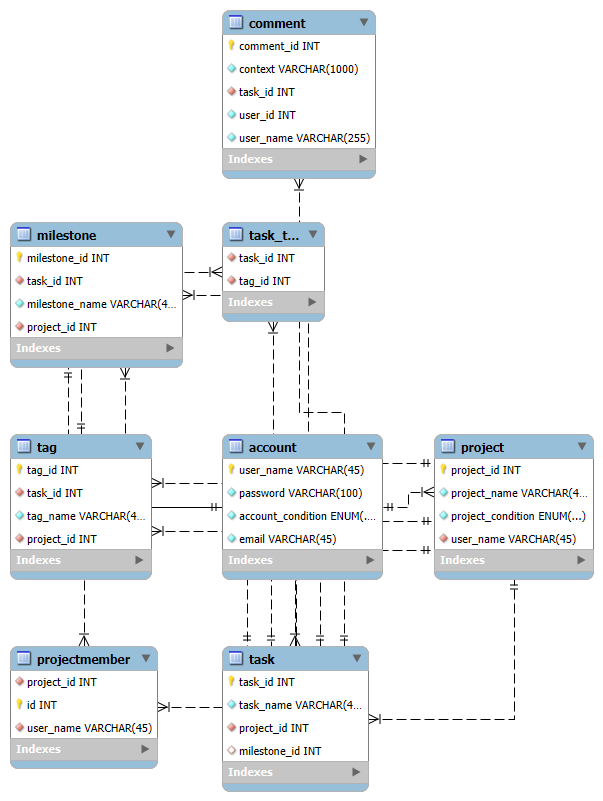 comment
comment_id INT
context VARCHAR(1000)
task_id INT
user_id INT
user_name VARCHAR(255)
Indexes
milestone
milestone_id INT
task_id INT
milestone_name VARCHAR(4...
project_id INT
Indexes
task_t...
task_id INT
tag_id INT
Indexes
tag
tag_id INT
task_id INT
tag_name VARCHAR(4...
project_id INT
Indexes
account
user_name VARCHAR(45)
password VARCHAR(100)
account_condition ENUM(...
email VARCHAR(45)
Indexes
project
project_id INT
project_name VARCHAR(4...
project_condition ENUM(...)
user_name VARCHAR(45)
Indexes
projectmember
project_id INT
id INT
user_name VARCHAR(45)
Indexes
task
task_id INT
task_name VARCHAR(4...
project_id INT
milestone_id INT
Indexes